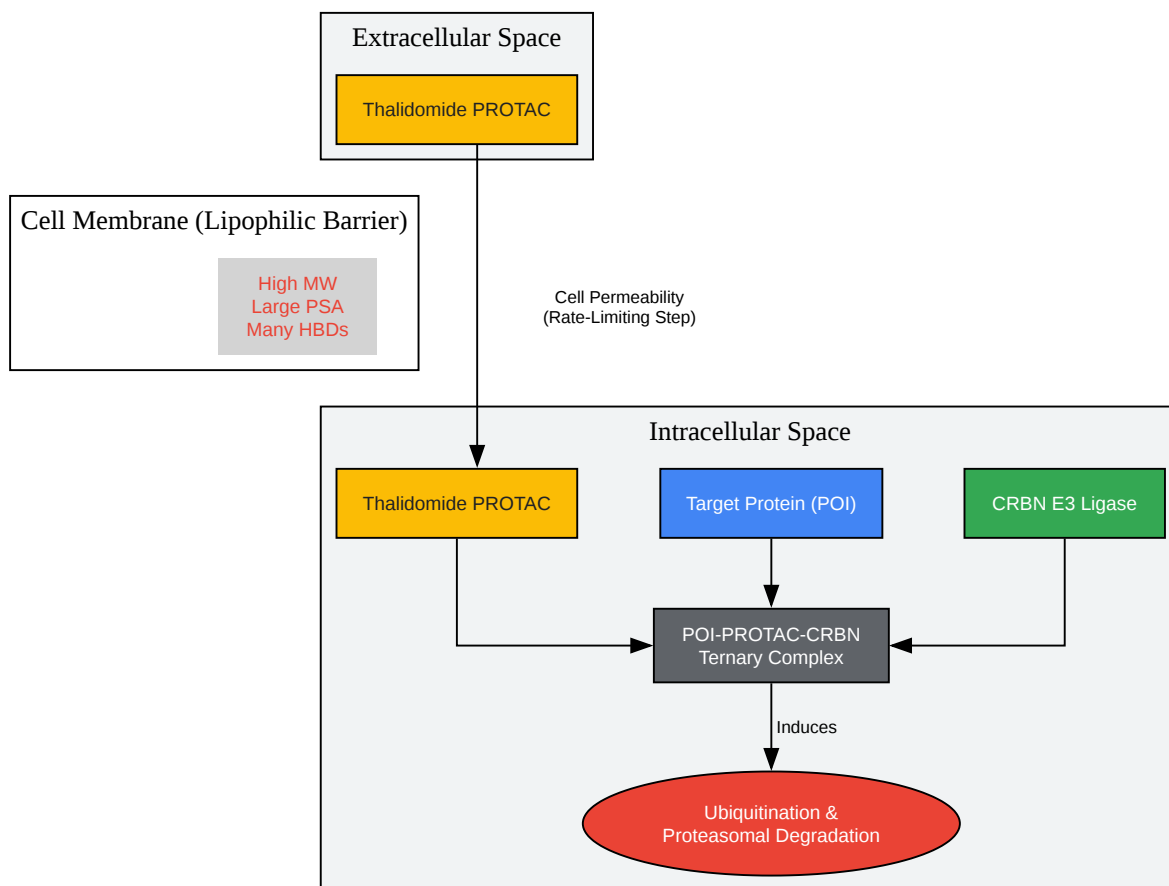 Extracellular Space
Thalidomide PROTAC
Cell Membrane (Lipophilic Barrier)
High MW
Large PSA
Many HBDs
Cell Permeability
(Rate-Limiting Step)
Intracellular Space
Thalidomide PROTAC
Target Protein (POI)
CRBN E3 Ligase
POI-PROTAC-CRBN
Ternary Complex
Induces
Ubiquitination &
Proteasomal Degradation